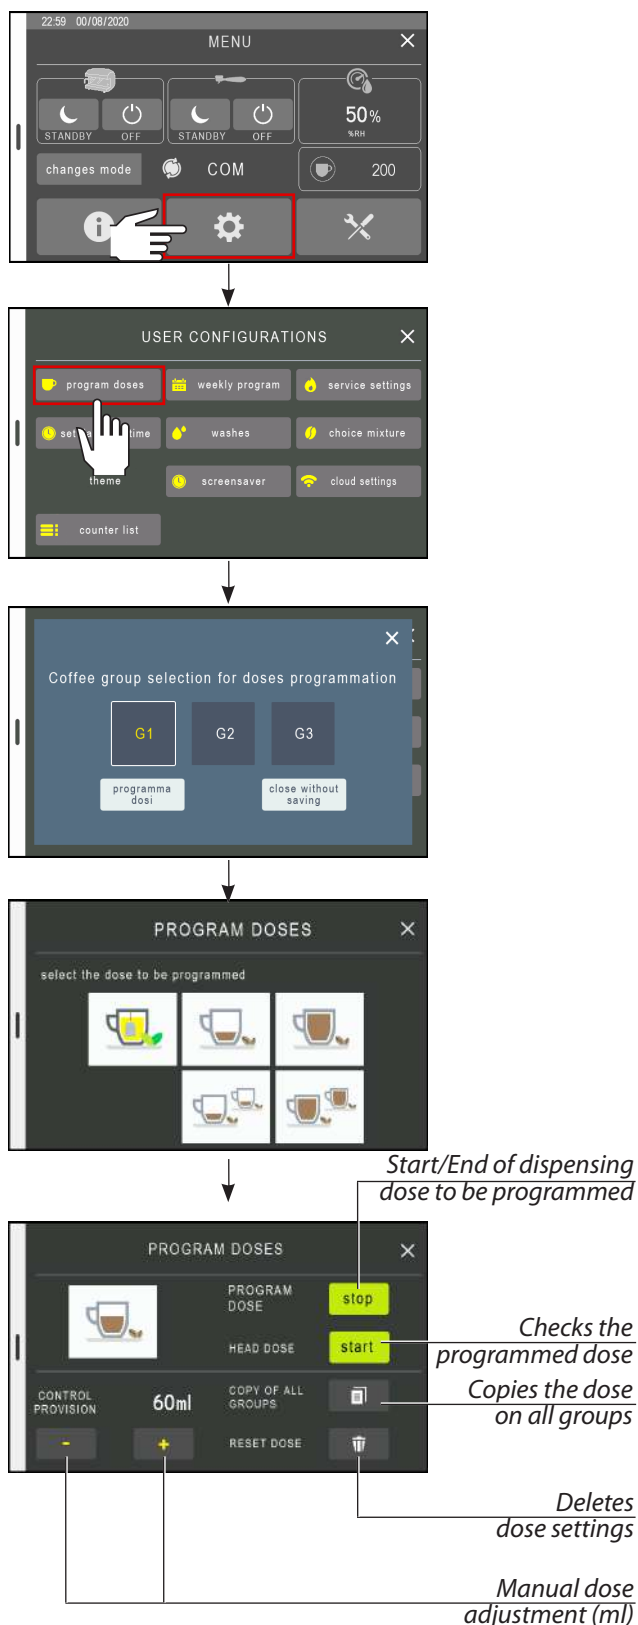 22:59 00/08/2020
MENU
STANDBY OFF STANDBY OFF
50%
%RH
changes mode COM 200
USER CONFIGURATIONS
program doses weekly program service settings
set time washes choice mixture
theme screensaver cloud settings
counter list
Coffee group selection for doses programmation
G1 G2 G3
programma
dosi
close without
saving
PROGRAM DOSES
select the dose to be programmed
Start/End of dispensing
dose to be programmed
PROGRAM DOSES
PROGRAM
DOSE
stop
HEAD DOSE start
Checks the
programmed dose
CONTROL
PROVISION
60ml
COPY OF ALL
GROUPS
Copies the dose
on all groups
- +
RESET DOSE
Deletes
dose settings
Manual dose
adjustment (ml)